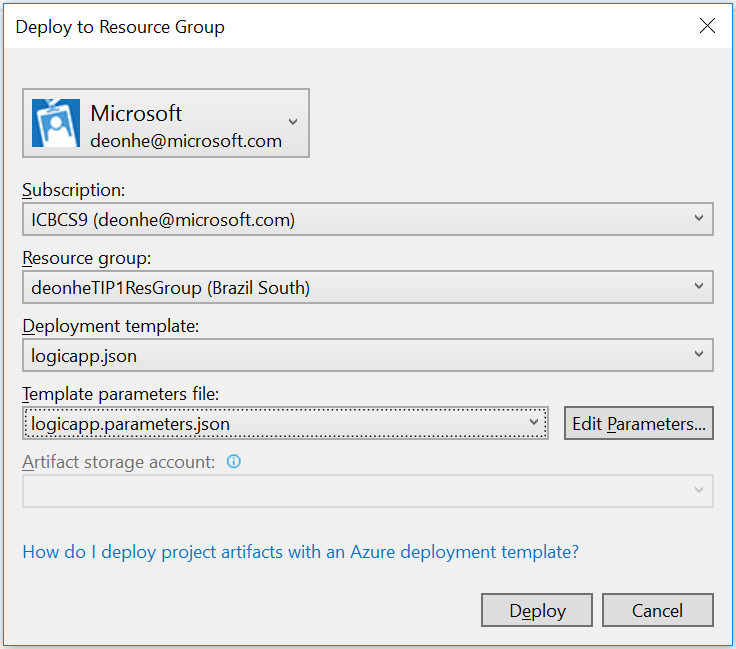 Deploy to Resource Group
Microsoft
deonhe@microsoft.com
Subscription:
ICBCS9 (deonhe@microsoft.com)
Resource group:
deonheTIP1ResGroup (Brazil South)
Deployment template:
logicapp.json
Template parameters file:
logicapp.parameters.json
Edit Parameters...
Artifact storage account:
How do I deploy project artifacts with an Azure deployment template?
Deploy
Cancel